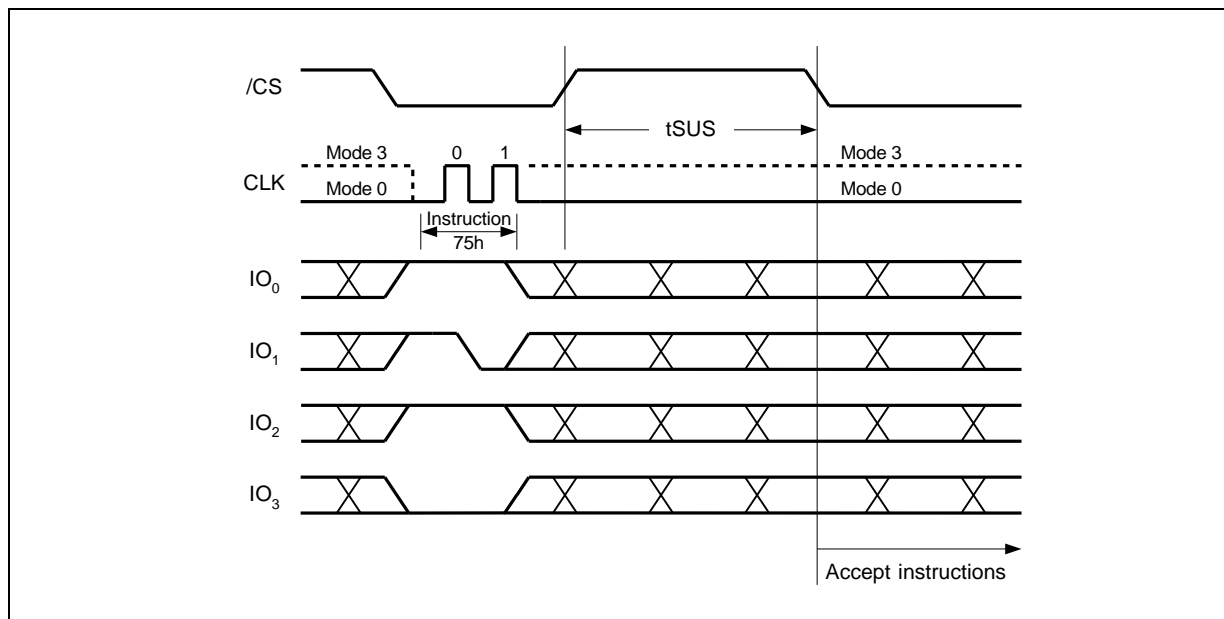 /CS
tSUS
Mode 3 0 1 Mode 3
CLK
Mode 0 Mode 0
Instruction
75h
IO0
IO1
IO2
IO3
Accept instructions